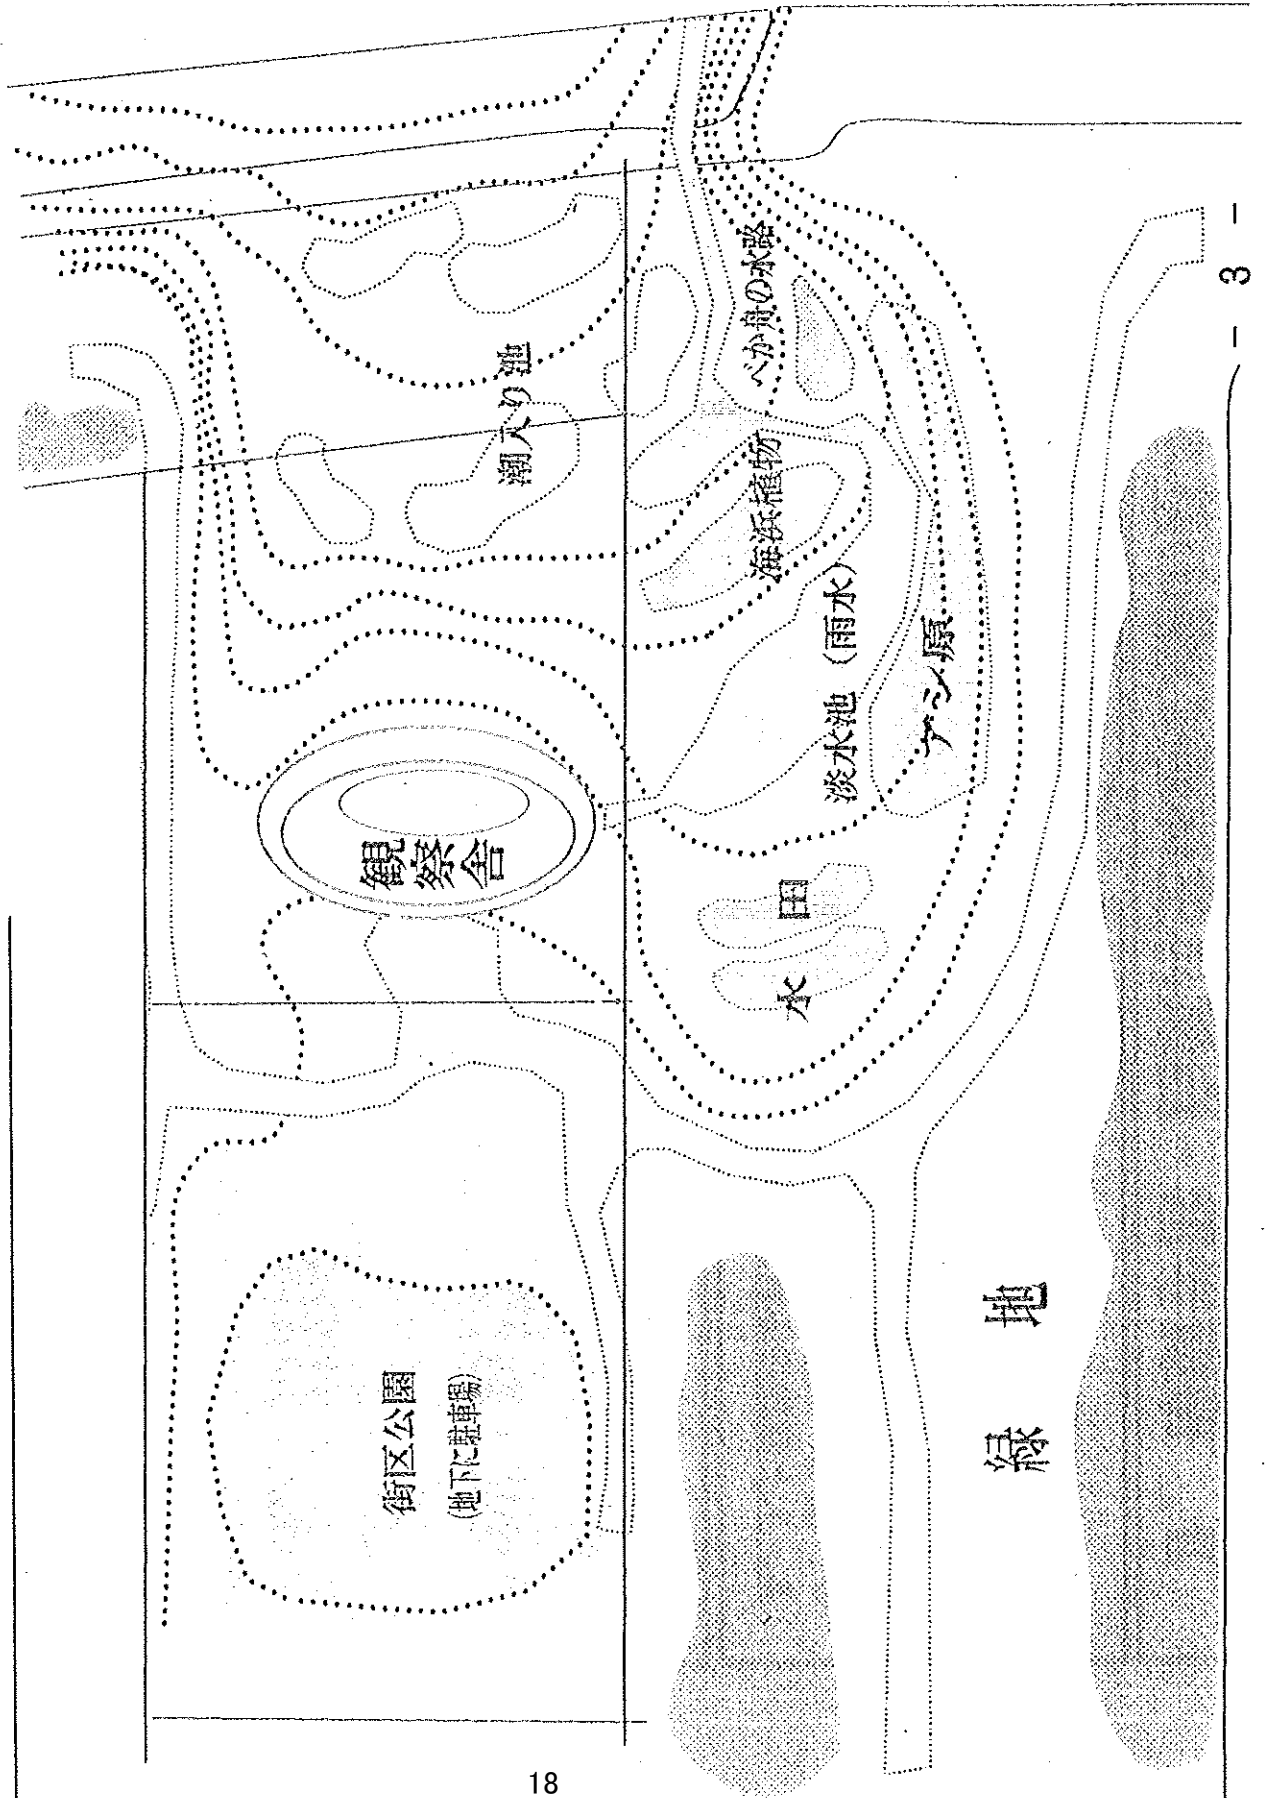 潮入り池
べか舟の水路
海浜植物
淡水池（雨水）
アシ原
観察舎
水田
街区公園
（地下に駐車場）
緑地
- 3 -
18